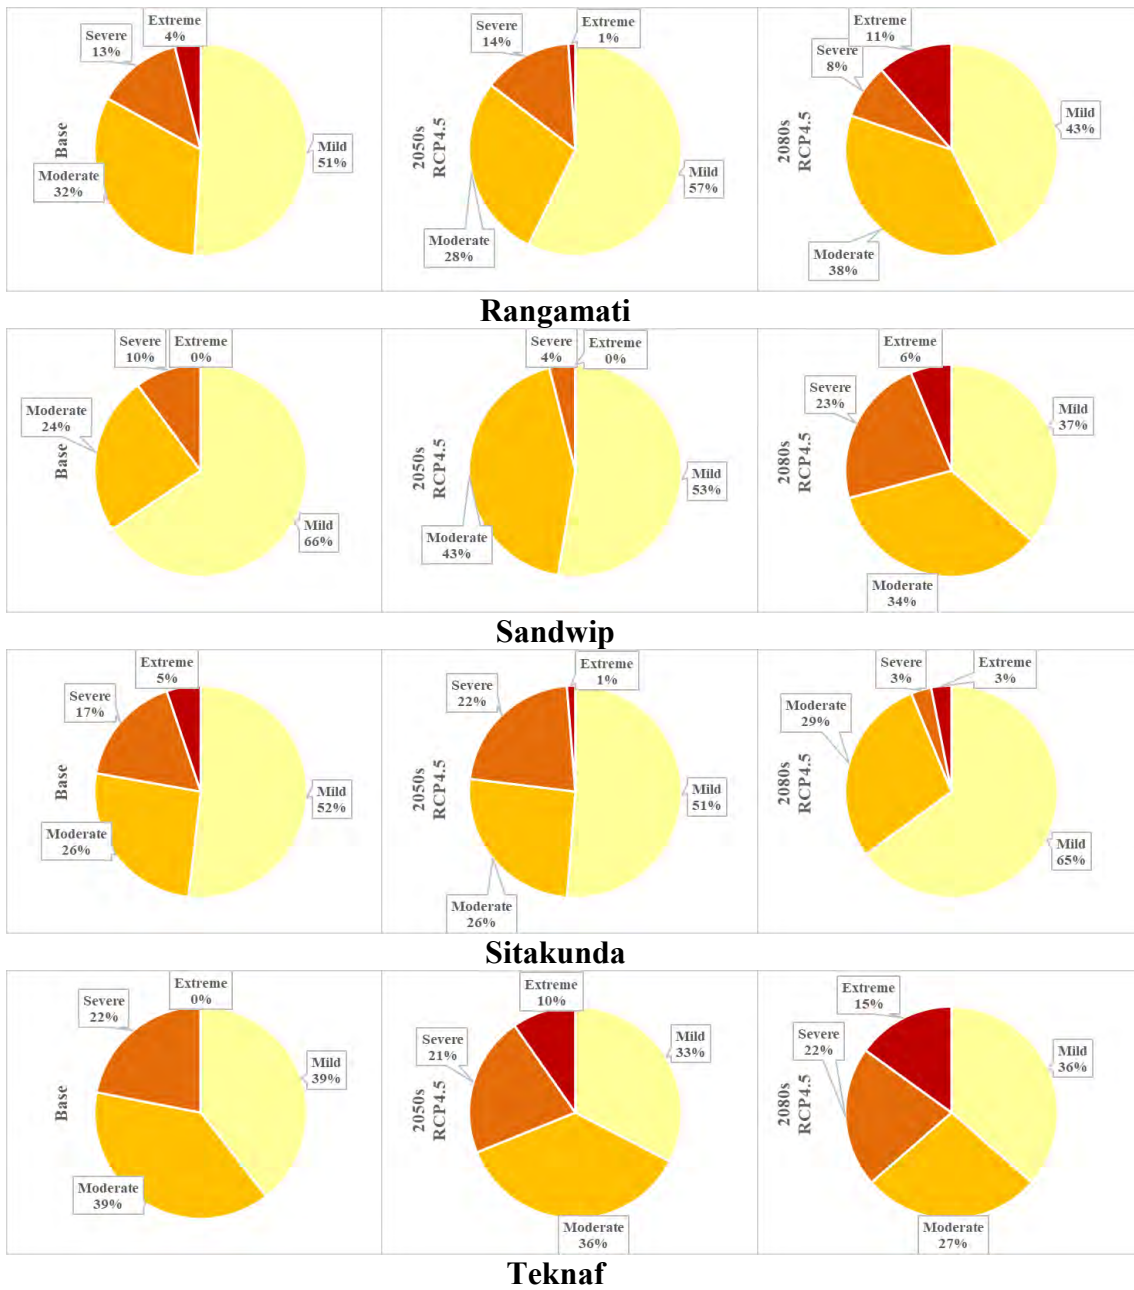 Base
Severe
13%
Extreme
4%
Mild
51%
Moderate
32%
2050s
RCP4.5
Severe
14%
Extreme
1%
Mild
57%
Moderate
28%
2080s
RCP4.5
Severe
8%
Extreme
11%
Mild
43%
Moderate
38%
Rangamati
Base
Severe
10%
Extreme
0%
Moderate
24%
Mild
66%
2050s
RCP4.5
Severe
4%
Extreme
0%
Mild
53%
Moderate
43%
2080s
RCP4.5
Extreme
6%
Severe
23%
Mild
37%
Moderate
34%
Sandwip
Base
Extreme
5%
Severe
17%
Mild
52%
Moderate
26%
2050s
RCP4.5
Severe
22%
Extreme
1%
Mild
51%
Moderate
26%
2080s
RCP4.5
Severe
3%
Extreme
3%
Moderate
29%
Mild
65%
Sitakunda
Base
Extreme
0%
Severe
22%
Mild
39%
Moderate
39%
2050s
RCP4.5
Extreme
10%
Severe
21%
Mild
33%
Moderate
36%
2080s
RCP4.5
Extreme
15%
Severe
22%
Mild
36%
Moderate
27%
Teknaf